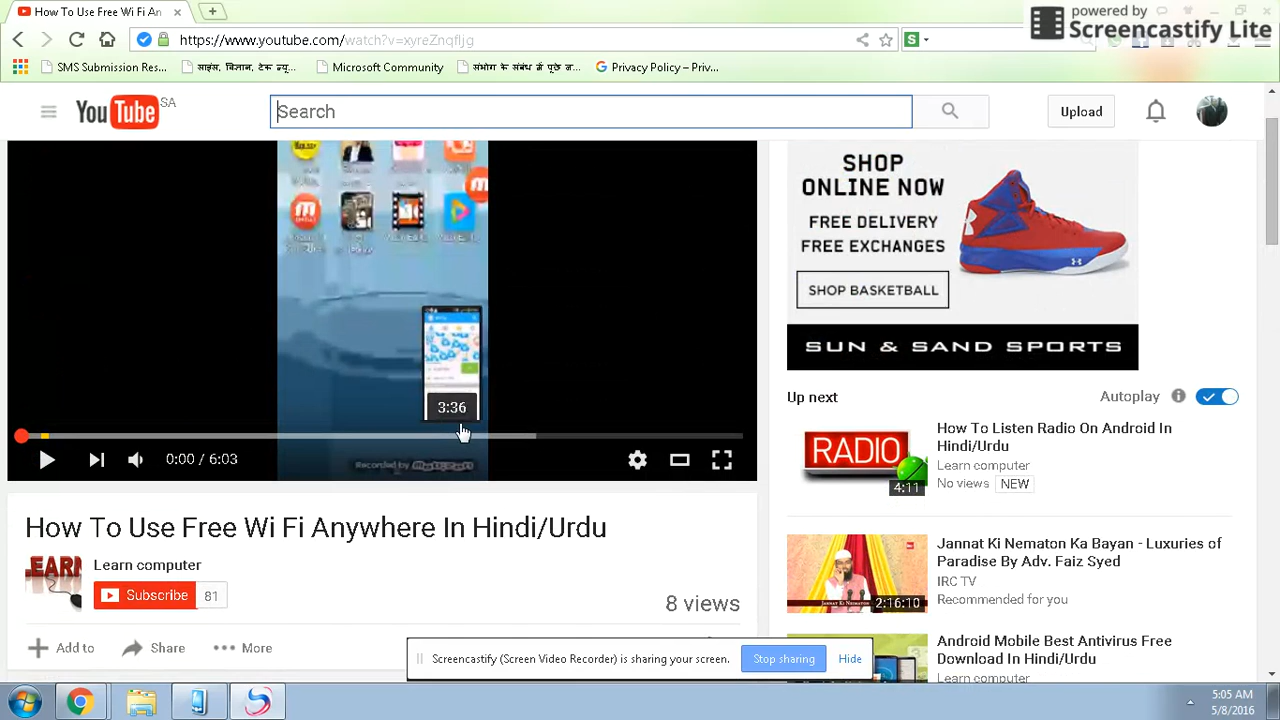 How To Use Free Wi Fi An
powered by
Screencastify Lite
https://www.youtube.com/watch?v=
SMS Submission Res...
Microsoft Community
संभोग के संबंध में पूछे ग...
Privacy Policy – Priv...
YouTube SA
Search
Upload
SHOP
ONLINE NOW
FREE DELIVERY
FREE EXCHANGES
SHOP BASKETBALL
SUN & SAND SPORTS
3:36
0:00 / 6:03
Recorded by
How To Use Free Wi Fi Anywhere In Hindi/Urdu
LEARN
Learn computer
Subscribe 81
8 views
Add to Share More
Up next
Autoplay
RADIO
4:11
How To Listen Radio On Android In
Hindi/Urdu
Learn computer
No views NEW
2:16:10
Jannat Ki Nematon Ka Bayan - Luxuries of
Paradise By Adv. Faiz Syed
IRC TV
Recommended for you
Android Mobile Best Antivirus Free
Download In Hindi/Urdu
Learn computer
Screencastify (Screen Video Recorder) is sharing your screen.
Stop sharing
Hide
5:05 AM
5/8/2016